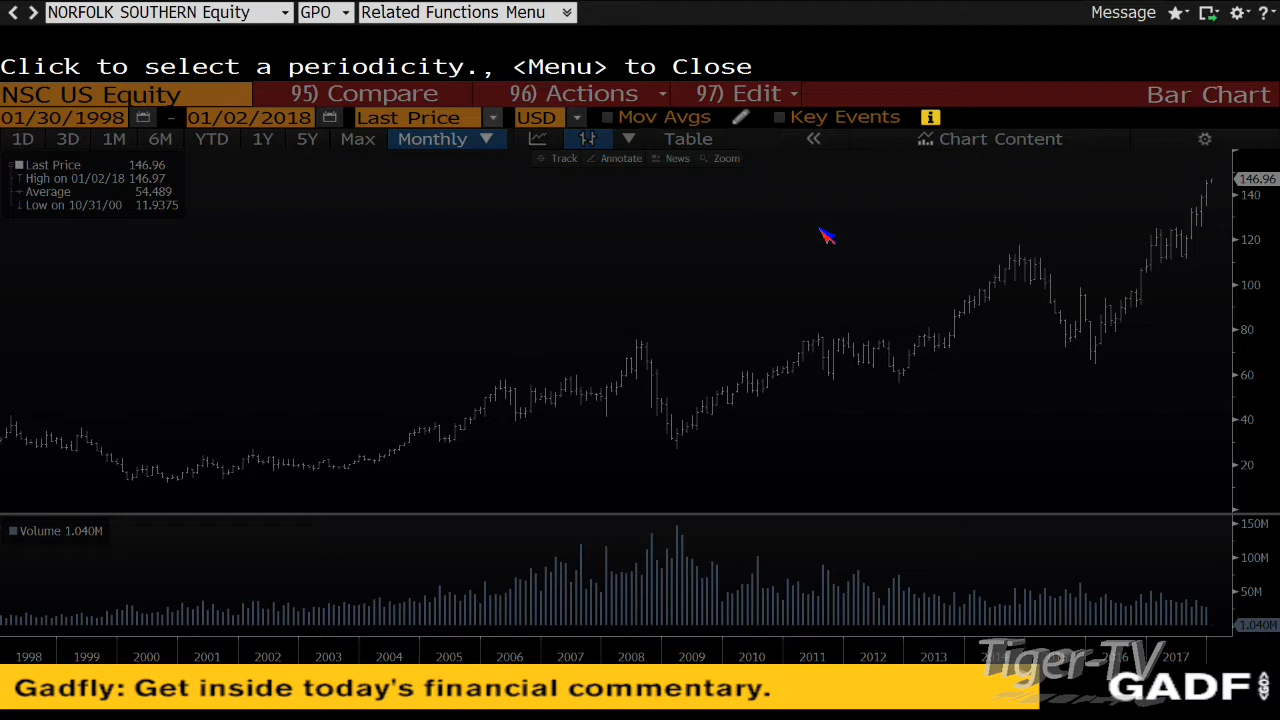 NORFOLK SOUTHERN Equity GPO Related Functions Menu Message ?
Click to select a periodicity., <Menu> to Close
NSC US Equity 95) Compare 96) Actions 97) Edit Bar Chart
01/30/1998 - 01/02/2018 Last Price USD Mov Avgs Key Events
1D 3D 1M 6M YTD 1Y 5Y Max Monthly Table « Chart Content
Track Annotate News Zoom
Last Price 146.96
High on 01/02/18 146.97
Average 54.489
Low on 10/31/00 11.9375
146.96
140
120
100
80
60
40
20
Volume 1.040M
150M
100M
50M
1.040M
1998 1999 2000 2001 2002 2003 2004 2005 2006 2007 2008 2009 2010 2011 2012 2013 2014 2016 2017
Tiger-TV
Gadfly: Get inside today's financial commentary.
GADF GO